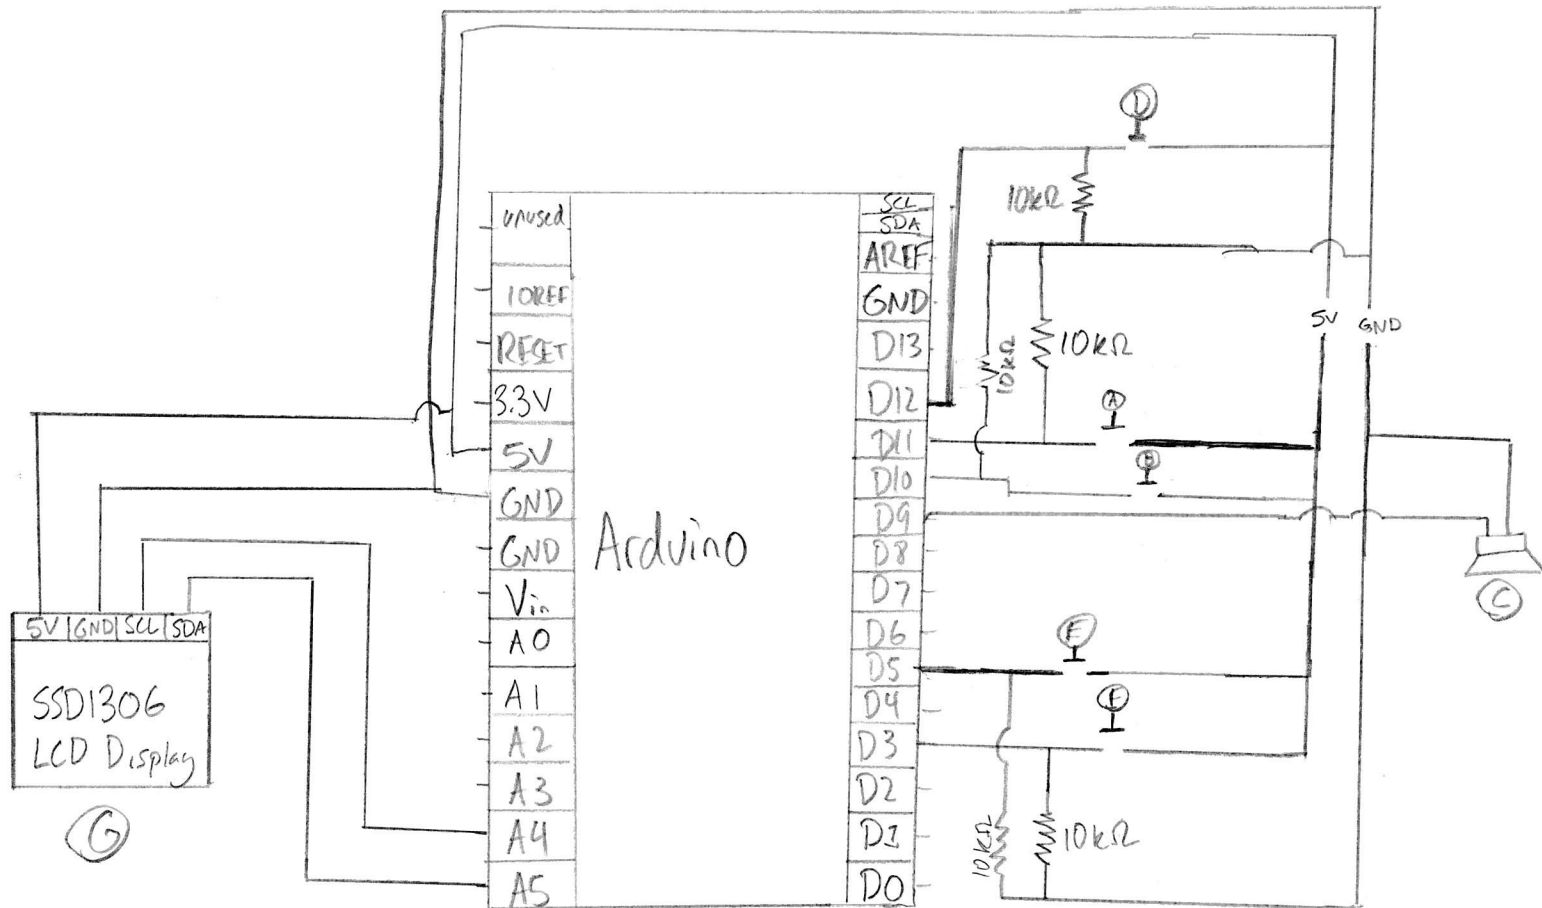 D
unused
SCL
SDA
10kΩ
AREF
IOREF
GND
5V
GND
RESET
D13
10kΩ
10kΩ
3.3V
D12
A
5V
D11
B
D10
GND
D9
GND
Arduino
D8
C
Vin
D7
5V
GND
SCL
SDA
A0
D6
E
D5
SSD1306
A1
D4
F
LCD Display
A2
D3
A3
D2
G
A4
D1
10kΩ
10kΩ
A5
D0